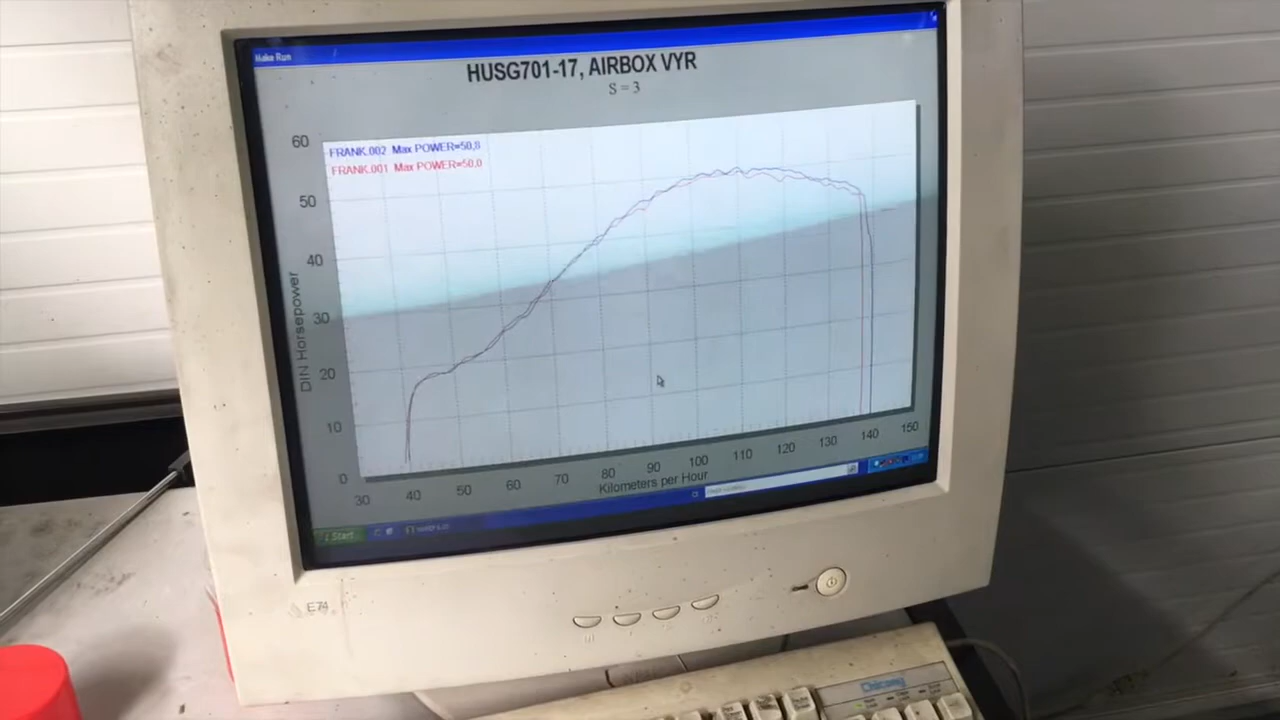 Make Run
HUSG701-17, AIRBOX VYR
S = 3
FRANK.002 Max POWER=50,8
FRANK.001 Max POWER=50,0
60
50
40
30
20
10
0
DIN Horsepower
30 40 50 60 70 80 90 100 110 120 130 140 150
Kilometers per Hour
Start
E74
Chicony